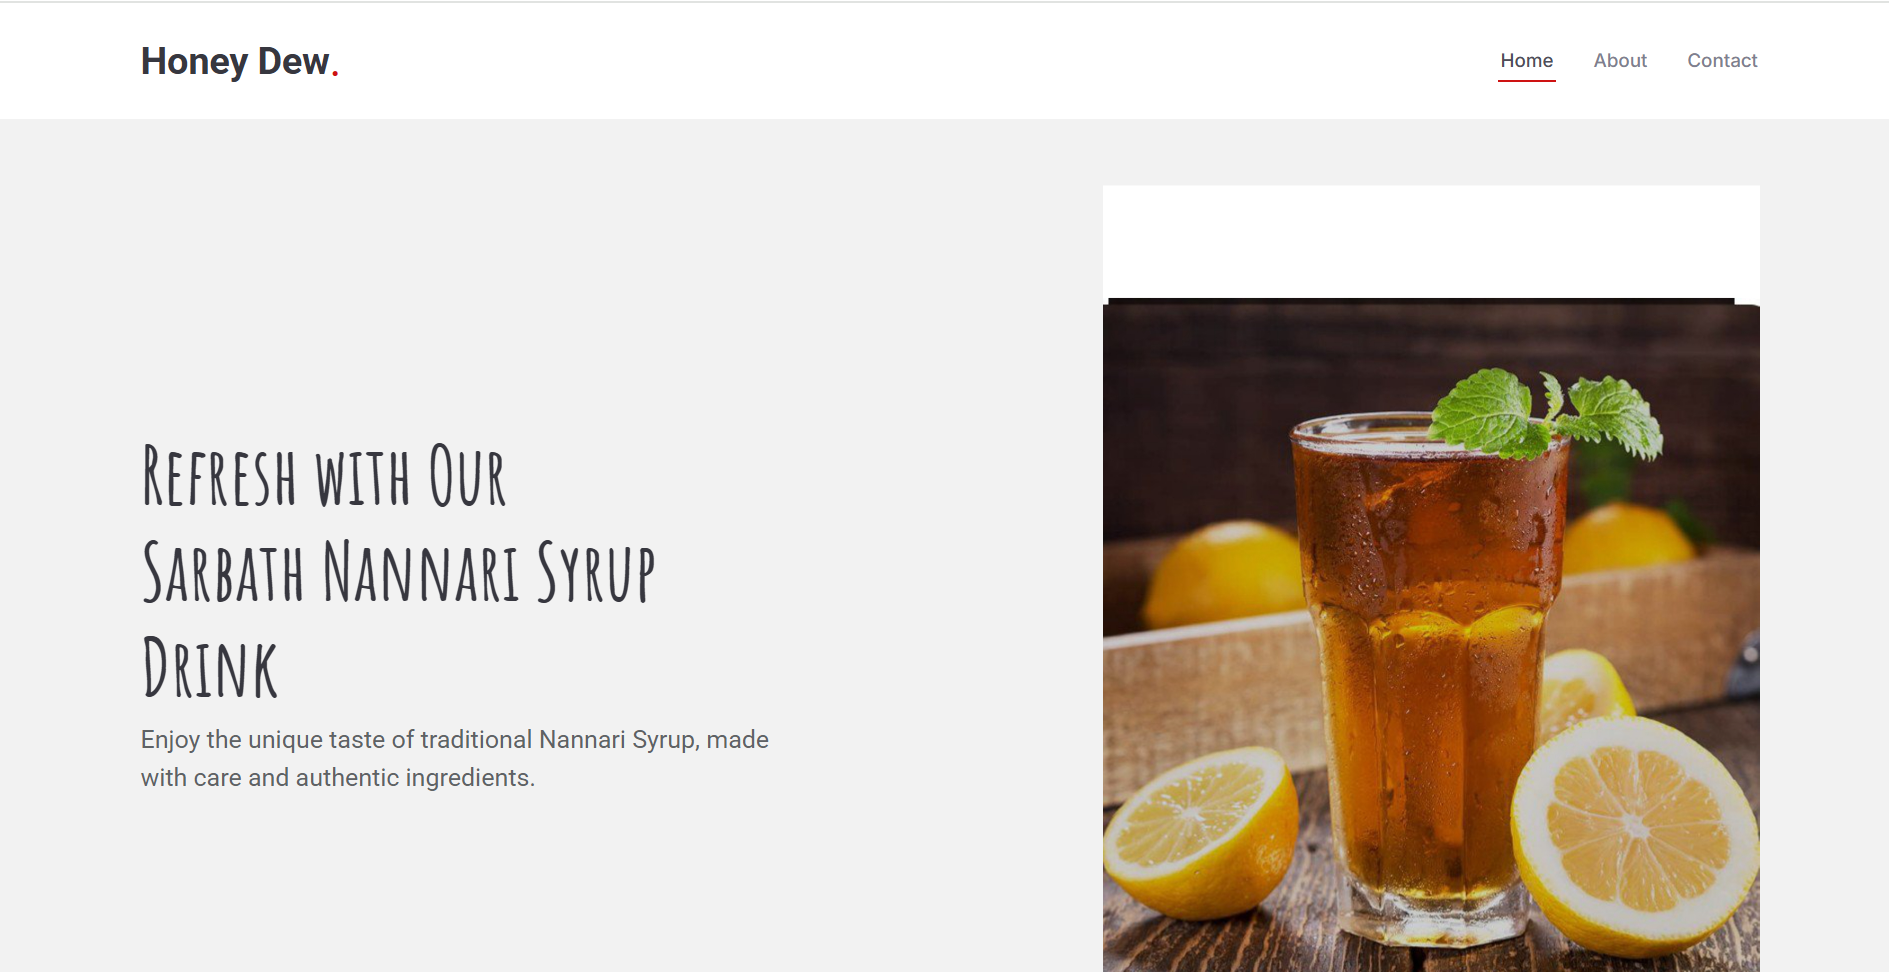 Honey Dew.
Home About Contact
Refresh with Our
Sarbath Nannari Syrup
Drink
Enjoy the unique taste of traditional Nannari Syrup, made
with care and authentic ingredients.